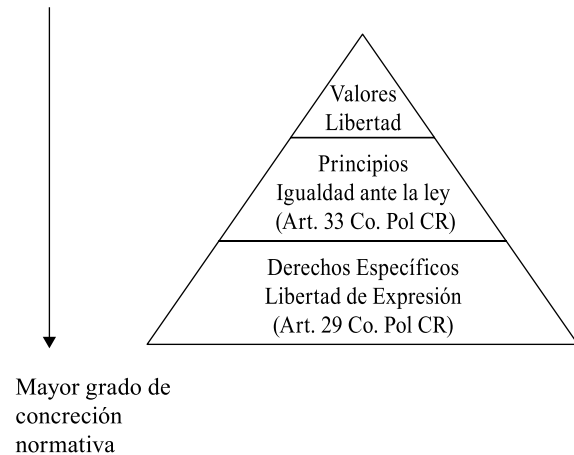 Valores
Libertad
Principios
Igualdad ante la ley
(Art. 33 Co. Pol CR)
Derechos Específicos
Libertad de Expresión
(Art. 29 Co. Pol CR)
Mayor grado de
concreción
normativa